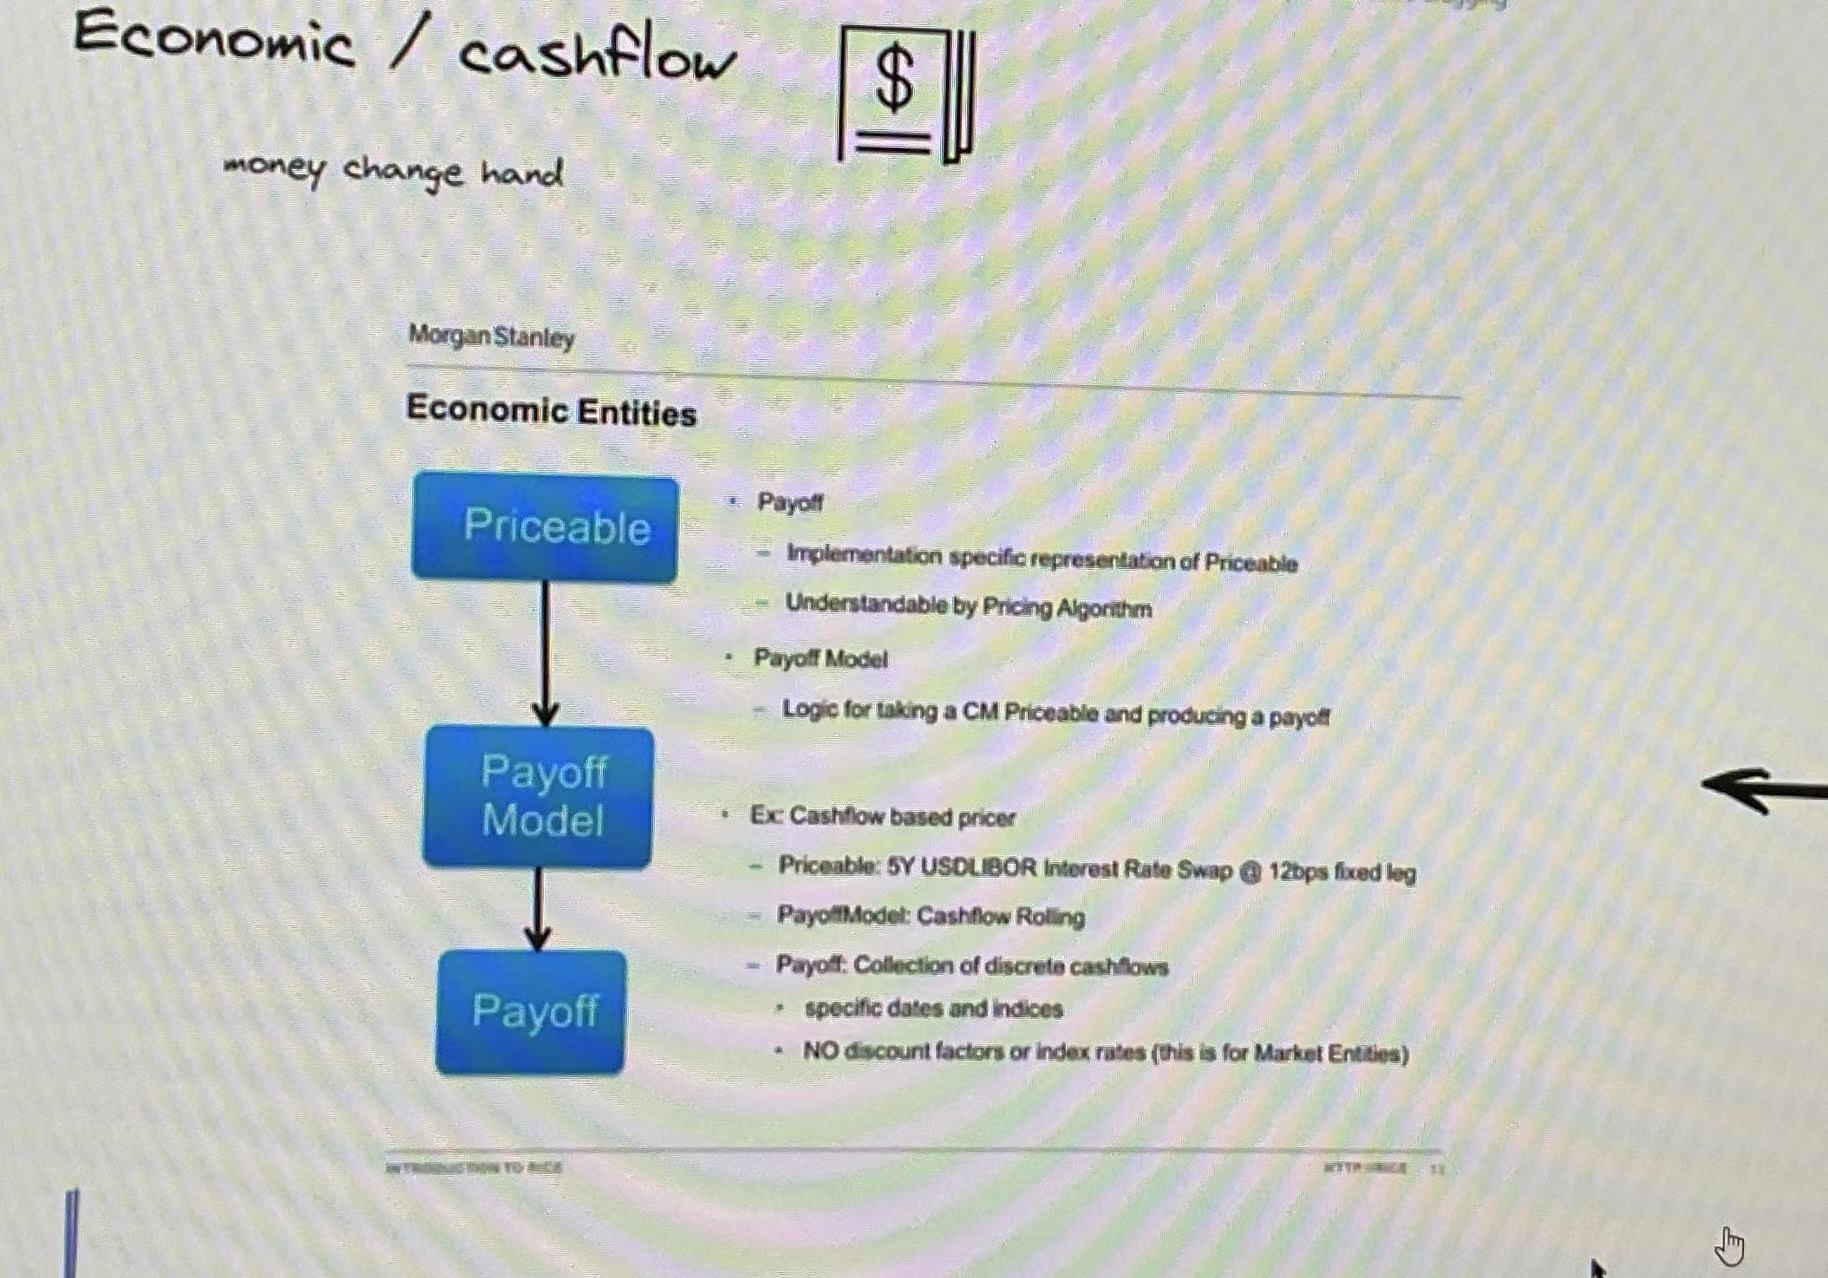 Economic / cashflow
$
money change hand
Morgan Stanley
Economic Entities
Priceable
Payoff
Model
Payoff
• Payoff
– Implementation specific representation of Priceable
– Understandable by Pricing Algorithm
• Payoff Model
– Logic for taking a CM Priceable and producing a payoff
• Ex: Cashflow based pricer
– Priceable: 5Y USDLIBOR Interest Rate Swap @ 12bps fixed leg
– PayoffModel: Cashflow Rolling
– Payoff: Collection of discrete cashflows
• specific dates and indices
• NO discount factors or index rates (this is for Market Entities)
INTRODUCTION TO